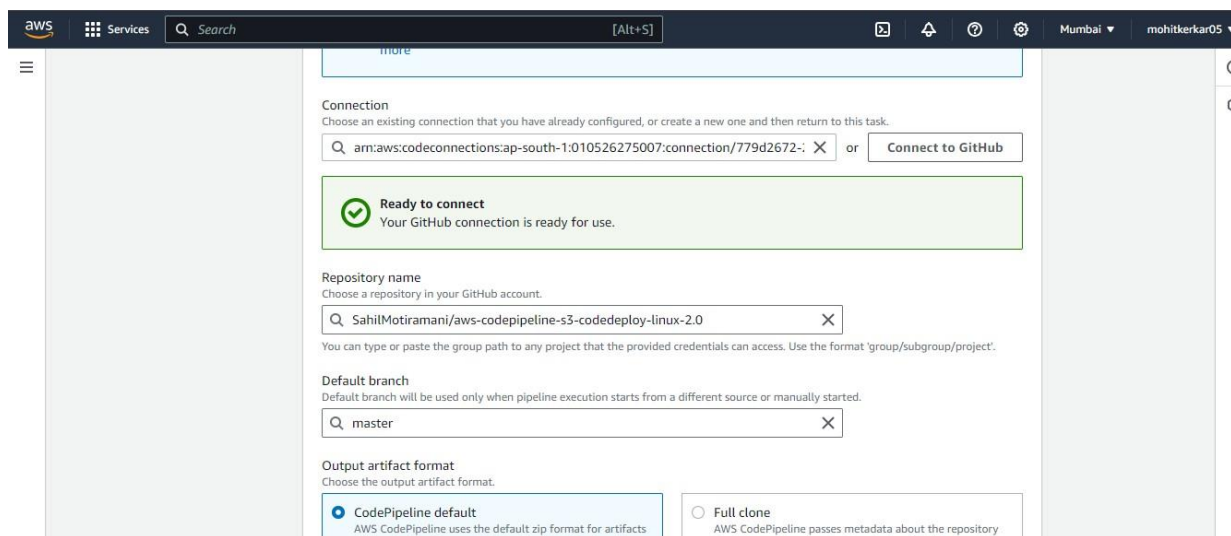 aws
Services
Search [Alt+S]
Mumbai ▼
mohitkerkar05
more
Connection
Choose an existing connection that you have already configured, or create a new one and then return to this task.
arn:aws:codeconnections:ap-south-1:010526275007:connection/779d2672-
or
Connect to GitHub
Ready to connect
Your GitHub connection is ready for use.
Repository name
Choose a repository in your GitHub account.
SahilMotiramani/aws-codepipeline-s3-codedeploy-linux-2.0
You can type or paste the group path to any project that the provided credentials can access. Use the format 'group/subgroup/project'.
Default branch
Default branch will be used only when pipeline execution starts from a different source or manually started.
master
Output artifact format
Choose the output artifact format.
CodePipeline default
AWS CodePipeline uses the default zip format for artifacts
Full clone
AWS CodePipeline passes metadata about the repository